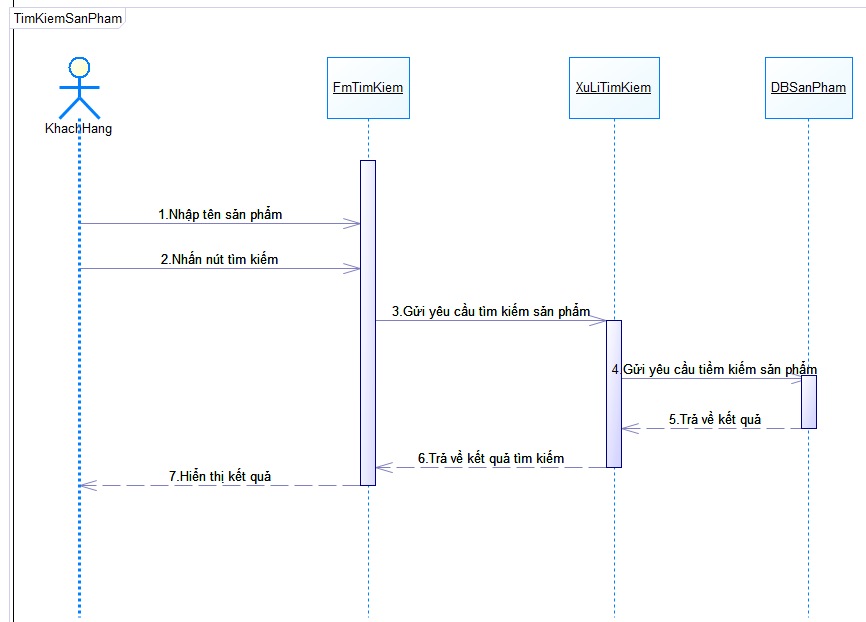 TimKiemSanPham
FmTimKiem
XuLiTimKiem
DBSanPham
KhachHang
1.Nhập tên sản phẩm
2.Nhấn nút tìm kiếm
3.Gửi yêu cầu tìm kiếm sản phẩm
4.Gửi yêu cầu tiềm kiếm sản phẩm
5.Trả về kết quả
6.Trả về kết quả tìm kiếm
7.Hiển thị kết quả